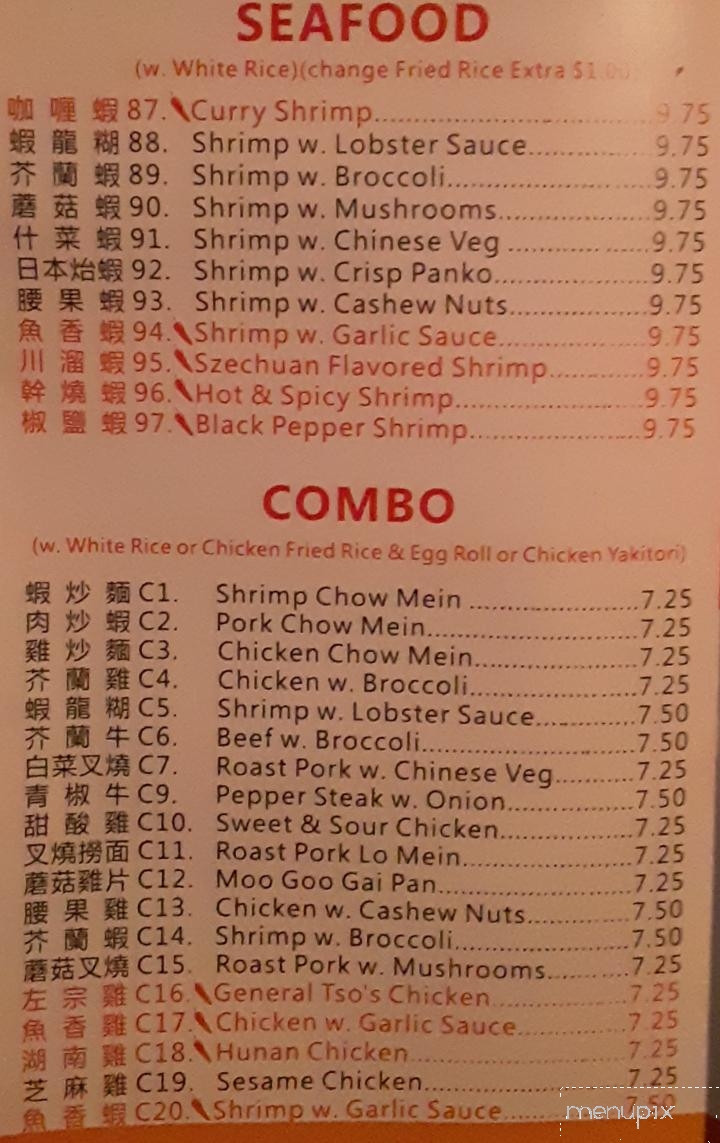 SEAFOOD
(w. White Rice)(change Fried Rice Extra $1.00)
咖喱蝦 87. Curry Shrimp 9.75
蝦龍糊 88. Shrimp w. Lobster Sauce 9.75
芥蘭蝦 89. Shrimp w. Broccoli 9.75
蘑菇蝦 90. Shrimp w. Mushrooms 9.75
什菜蝦 91. Shrimp w. Chinese Veg 9.75
日本炲蝦 92. Shrimp w. Crisp Panko 9.75
腰果蝦 93. Shrimp w. Cashew Nuts 9.75
魚香蝦 94. Shrimp w. Garlic Sauce 9.75
川溜蝦 95. Szechuan Flavored Shrimp 9.75
幹燒蝦 96. Hot & Spicy Shrimp 9.75
椒鹽蝦 97. Black Pepper Shrimp 9.75
COMBO
(w. White Rice or Chicken Fried Rice & Egg Roll or Chicken Yakitori)
蝦炒麵 C1. Shrimp Chow Mein 7.25
肉炒蝦 C2. Pork Chow Mein 7.25
雞炒麵 C3. Chicken Chow Mein 7.25
芥蘭雞 C4. Chicken w. Broccoli 7.25
蝦龍糊 C5. Shrimp w. Lobster Sauce 7.50
芥蘭牛 C6. Beef w. Broccoli 7.50
白菜叉燒 C7. Roast Pork w. Chinese Veg 7.25
青椒牛 C9. Pepper Steak w. Onion 7.50
甜酸雞 C10. Sweet & Sour Chicken 7.25
叉燒撈面 C11. Roast Pork Lo Mein 7.25
蘑菇雞片 C12. Moo Goo Gai Pan 7.25
腰果雞 C13. Chicken w. Cashew Nuts 7.50
芥蘭蝦 C14. Shrimp w. Broccoli 7.50
蘑菇叉燒 C15. Roast Pork w. Mushrooms 7.25
左宗雞 C16. General Tso's Chicken 7.25
魚香雞 C17. Chicken w. Garlic Sauce 7.25
湖南雞 C18. Hunan Chicken 7.25
芝麻雞 C19. Sesame Chicken 7.25
魚香蝦 C20. Shrimp w. Garlic Sauce 7.50
menupix